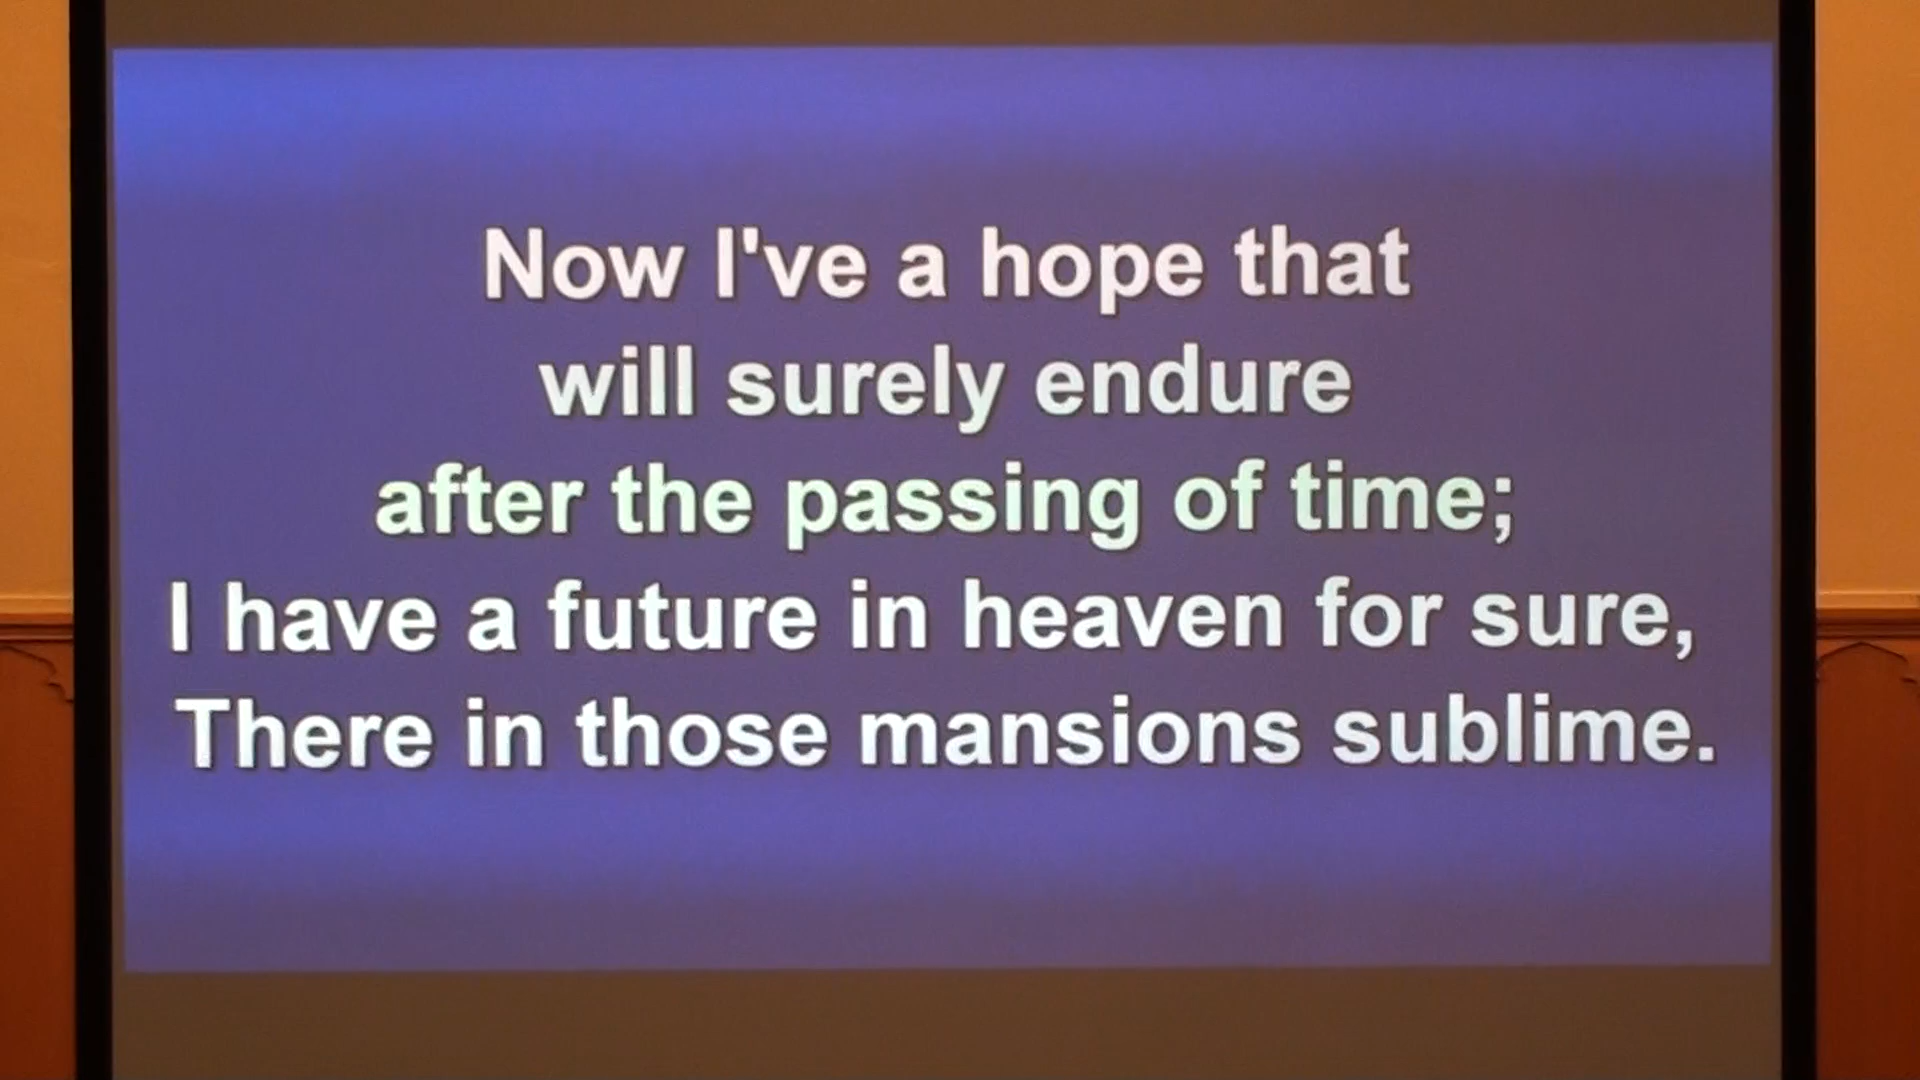 Now I've a hope that
will surely endure
after the passing of time;
I have a future in heaven for sure,
There in those mansions sublime.